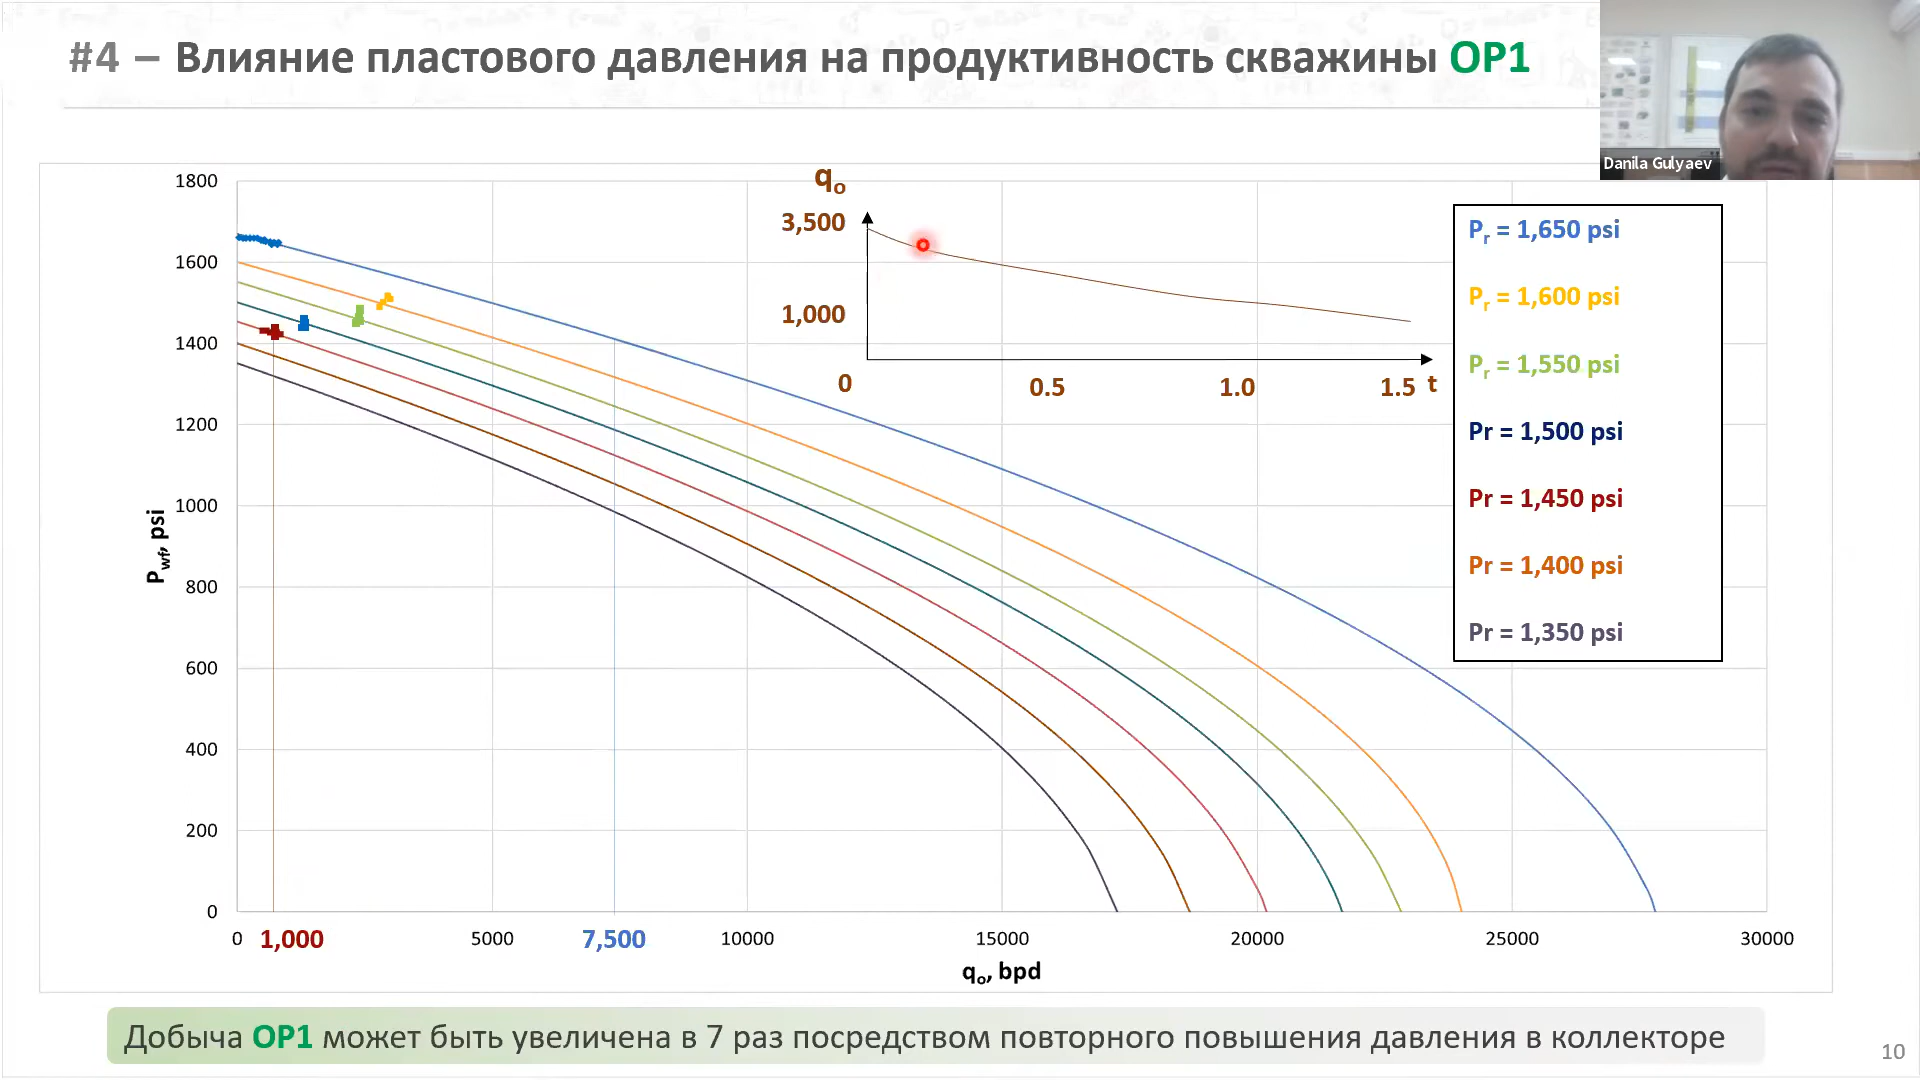 #4 – Влияние пластового давления на продуктивность скважины OP1
Danila Gulyaev
qo
3,500
1,000
0
0.5
1.0
1.5
t
Pr = 1,650 psi
Pr = 1,600 psi
Pr = 1,550 psi
Pr = 1,500 psi
Pr = 1,450 psi
Pr = 1,400 psi
Pr = 1,350 psi
1800
1600
1400
1200
1000
800
600
400
200
0
Pwf, psi
0
1,000
5000
7,500
10000
15000
20000
25000
30000
qo, bpd
Добыча OP1 может быть увеличена в 7 раз посредством повторного повышения давления в коллекторе
10